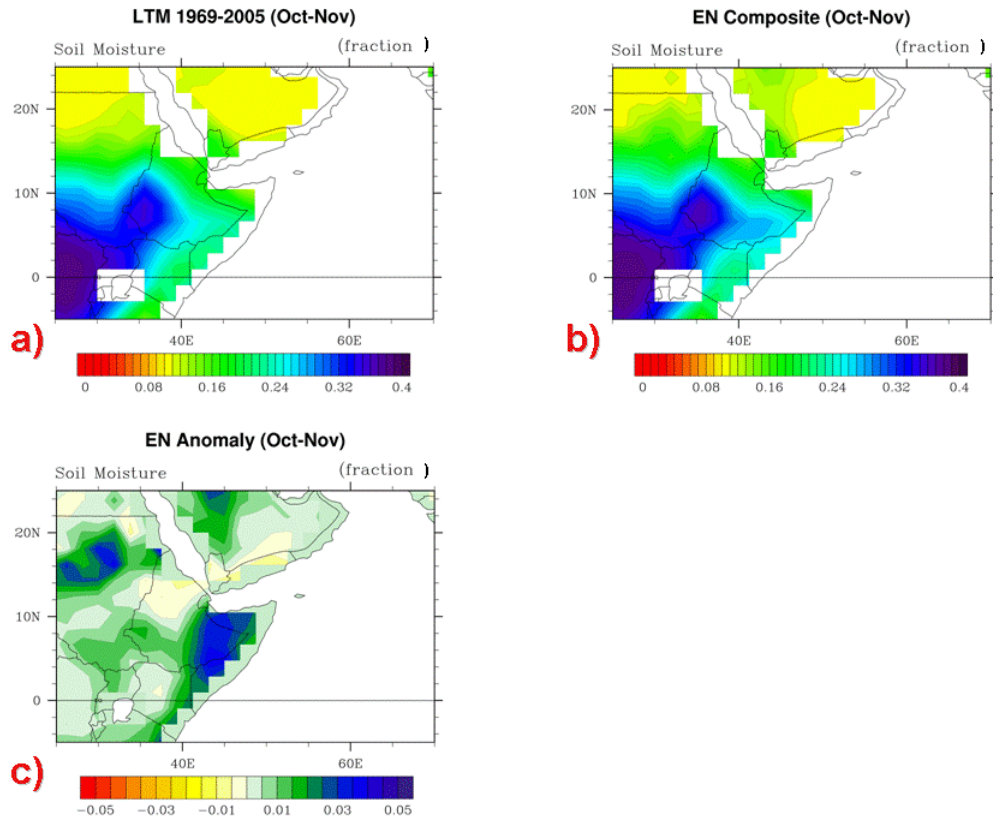 LTM 1969-2005 (Oct-Nov)
Soil Moisture (fraction )
20N
10N
0
40E 60E
a)
0 0.08 0.16 0.24 0.32 0.4
EN Composite (Oct-Nov)
Soil Moisture (fraction )
20N
10N
0
40E 60E
b)
0 0.08 0.16 0.24 0.32 0.4
EN Anomaly (Oct-Nov)
Soil Moisture (fraction )
20N
10N
0
40E 60E
c)
−0.05 −0.03 −0.01 0.01 0.03 0.05